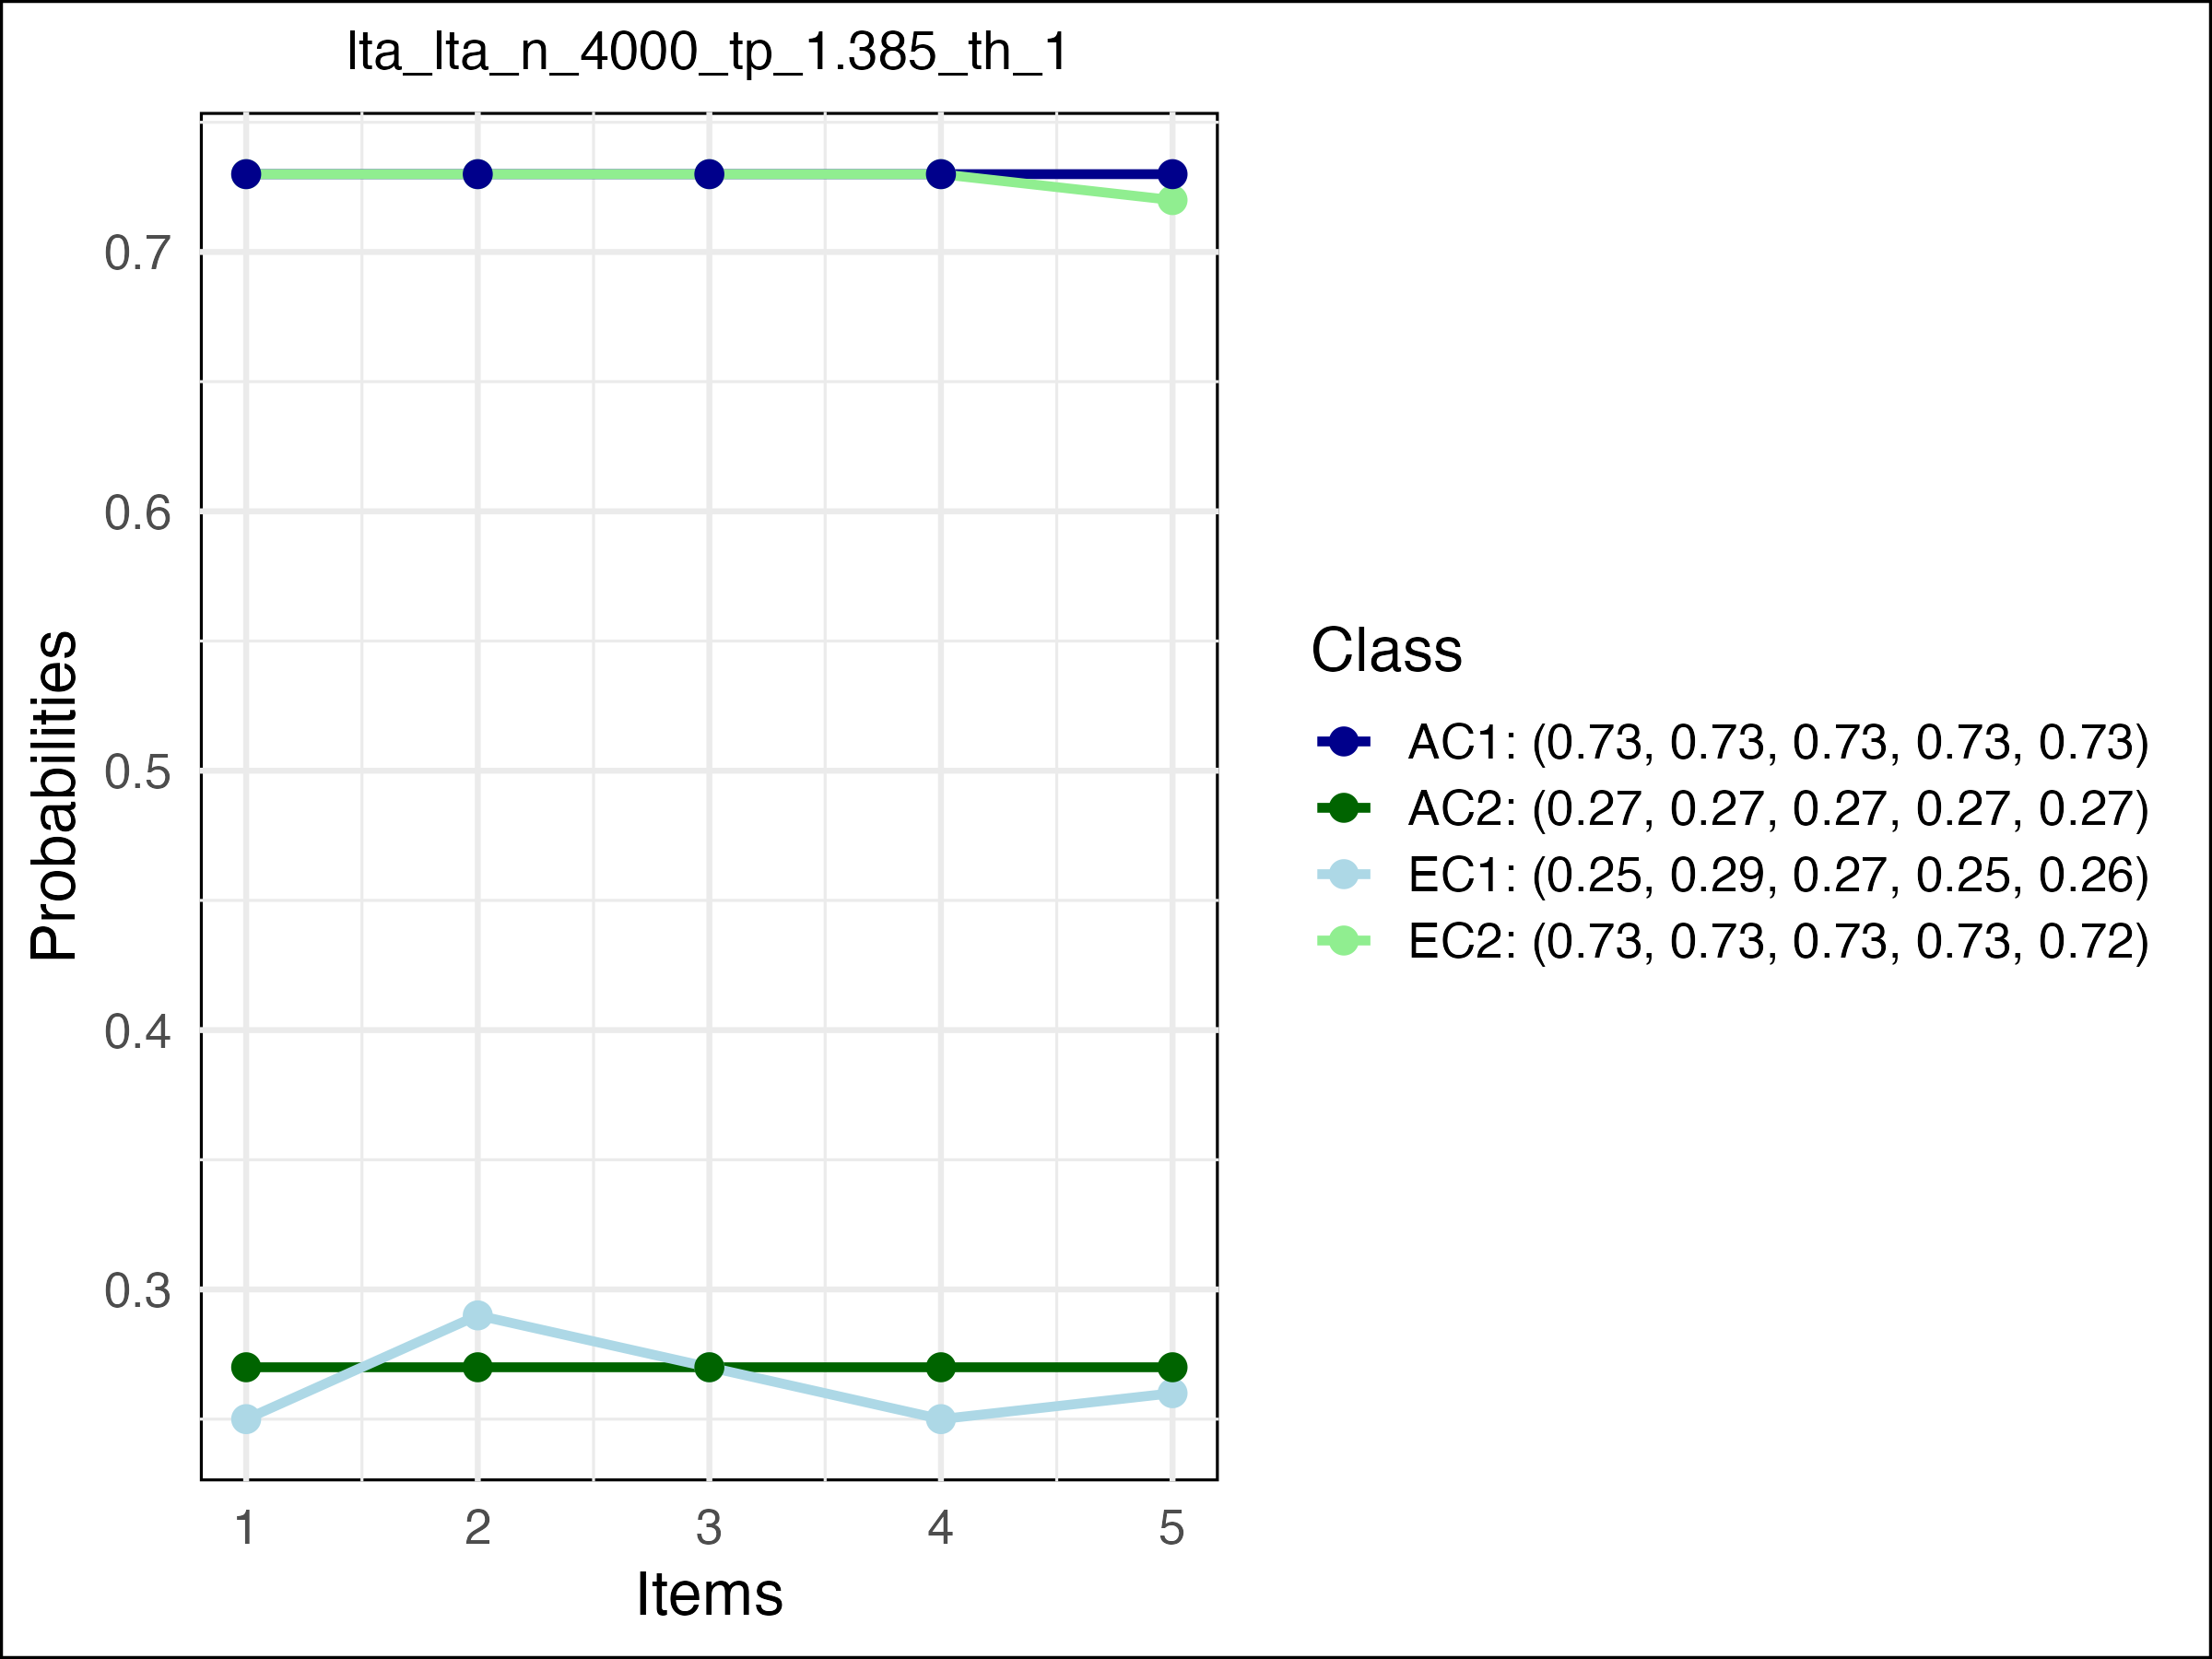 lta_lta_n_4000_tp_1.385_th_1
Probabilities
0.7
0.6
0.5
0.4
0.3
1 2 3 4 5
Items
Class
AC1: (0.73, 0.73, 0.73, 0.73, 0.73)
AC2: (0.27, 0.27, 0.27, 0.27, 0.27)
EC1: (0.25, 0.29, 0.27, 0.25, 0.26)
EC2: (0.73, 0.73, 0.73, 0.73, 0.72)